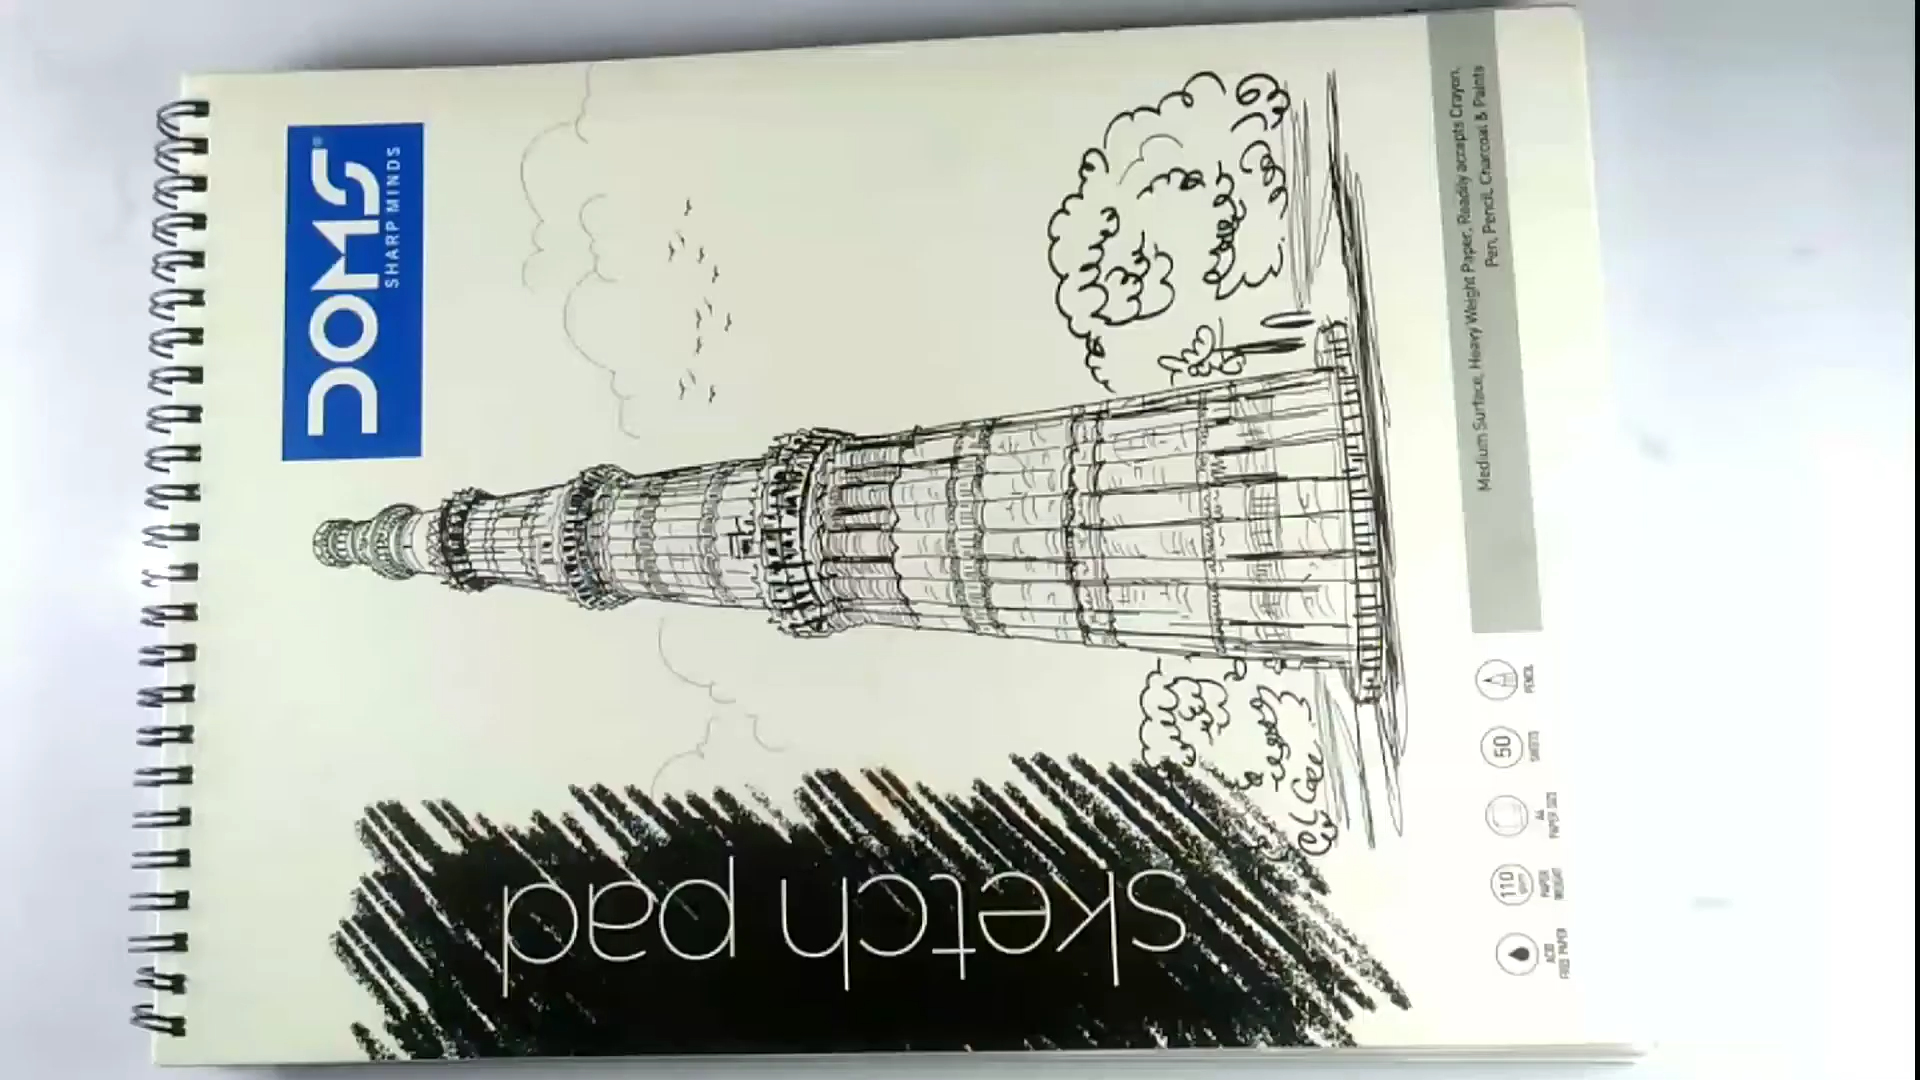 DOMS®
SHARP MINDS
sketch pad
Medium Surface, Heavy Weight Paper, Readily accepts Crayon,
Pen, Pencil, Charcoal & Paints
ACID
FREE PAPER
110
PAPER
WEIGHT
A4
PAPER SIZE
50
SHEETS
PENCIL